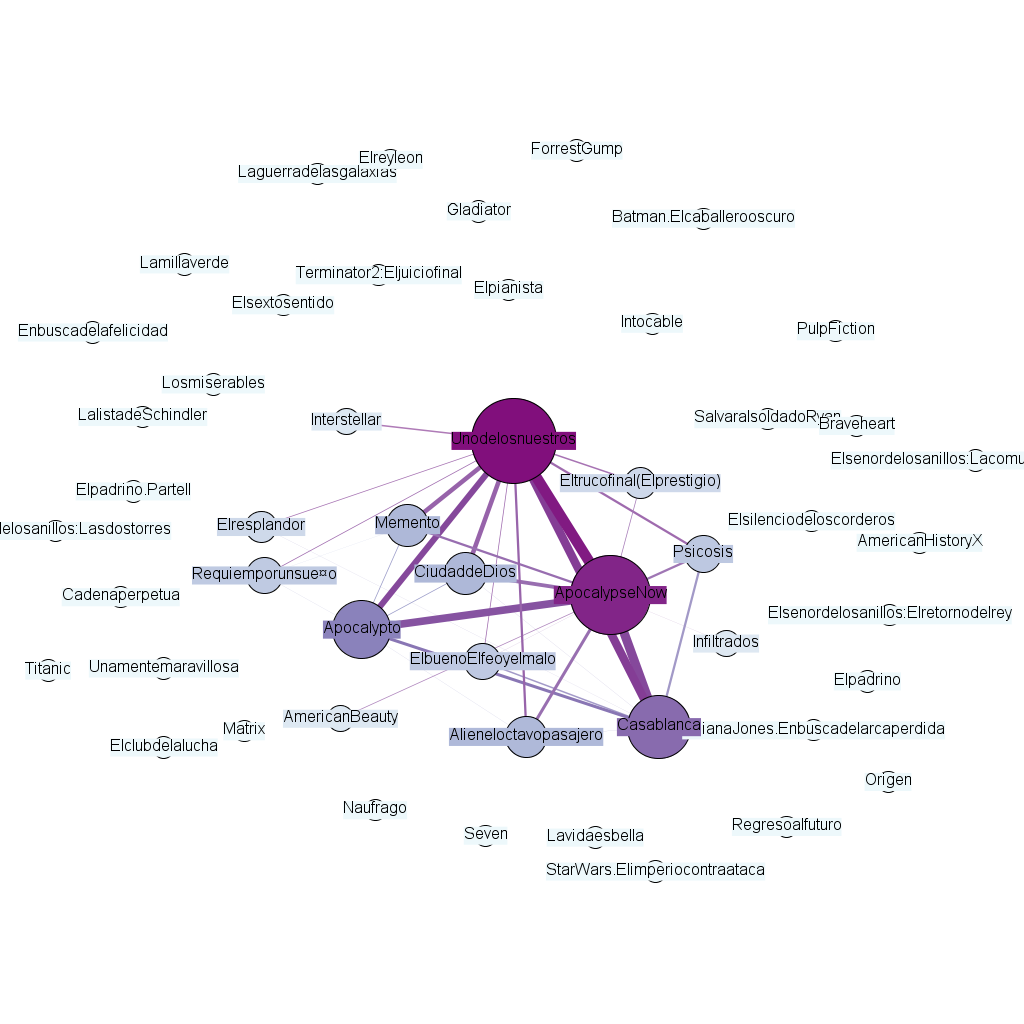 ForrestGump
Elreyleon
Laguerradelasgalaxias
Gladiator
Batman.Elcaballerooscuro
Lamillaverde
Terminator2:Eljuiciofinal
Elpianista
Elsextosentido
Intocable
PulpFiction
Enbuscadelafelicidad
Losmiserables
LalistadeSchindler
Interstellar
SalvaralsoldadoRyan
Braveheart
Unodelosnuestros
Elsenordelosanillos:Lacomu
Eltrucofinal(Elprestigio)
Elpadrino.ParteII
Elresplandor
Memento
Elsilenciodeloscorderos
delosanillos:Lasdostorres
AmericanHistoryX
Psicosis
CiudaddeDios
Requiemporunsue¤o
Cadenaperpetua
ApocalypseNow
Elsenordelosanillos:Elretornodelrey
Apocalypto
Infiltrados
ElbuenoElfeoyelmalo
Titanic
Unamentemaravillosa
Elpadrino
AmericanBeauty
Casablanca
Matrix
ianaJones.Enbuscadelarcaperdida
Alieneloctavopasajero
Elclubdelalucha
Origen
Naufrago
Regresoalfuturo
Seven
Lavidaesbella
StarWars.Elimperiocontraataca